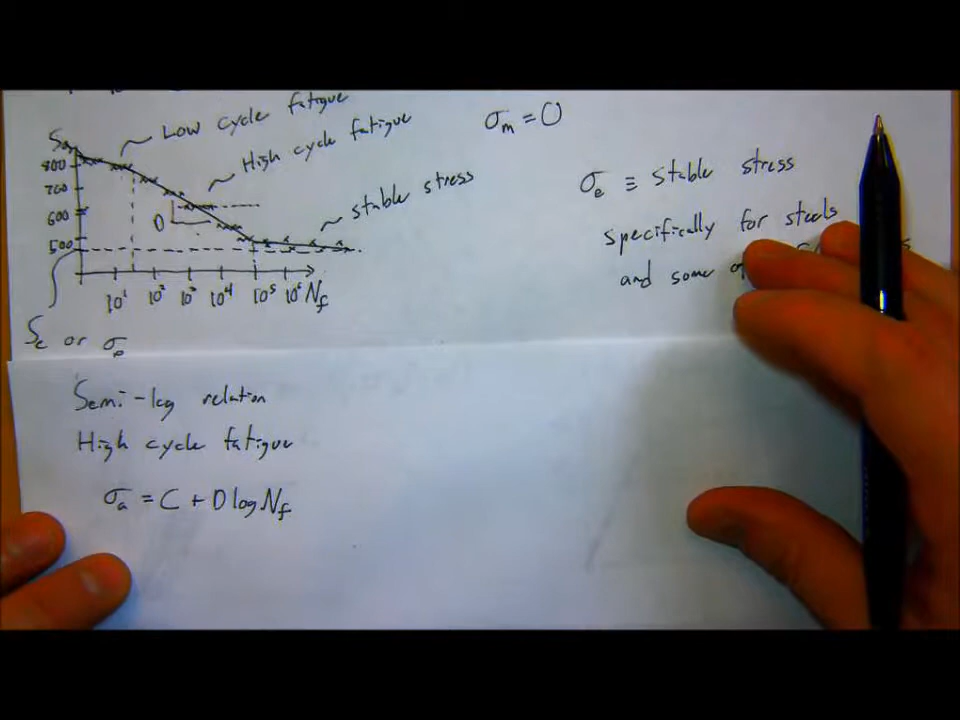 Low cycle fatigue
High cycle fatigue
stable stress
Sa
800
700
600
500
D
10¹ 10² 10³ 10⁴ 10⁵ 10⁶ Nf
Se or σe
σm = 0
σe ≡ stable stress
specifically for steels
and some
Semi-log relation
High cycle fatigue
σa = C + D log Nf